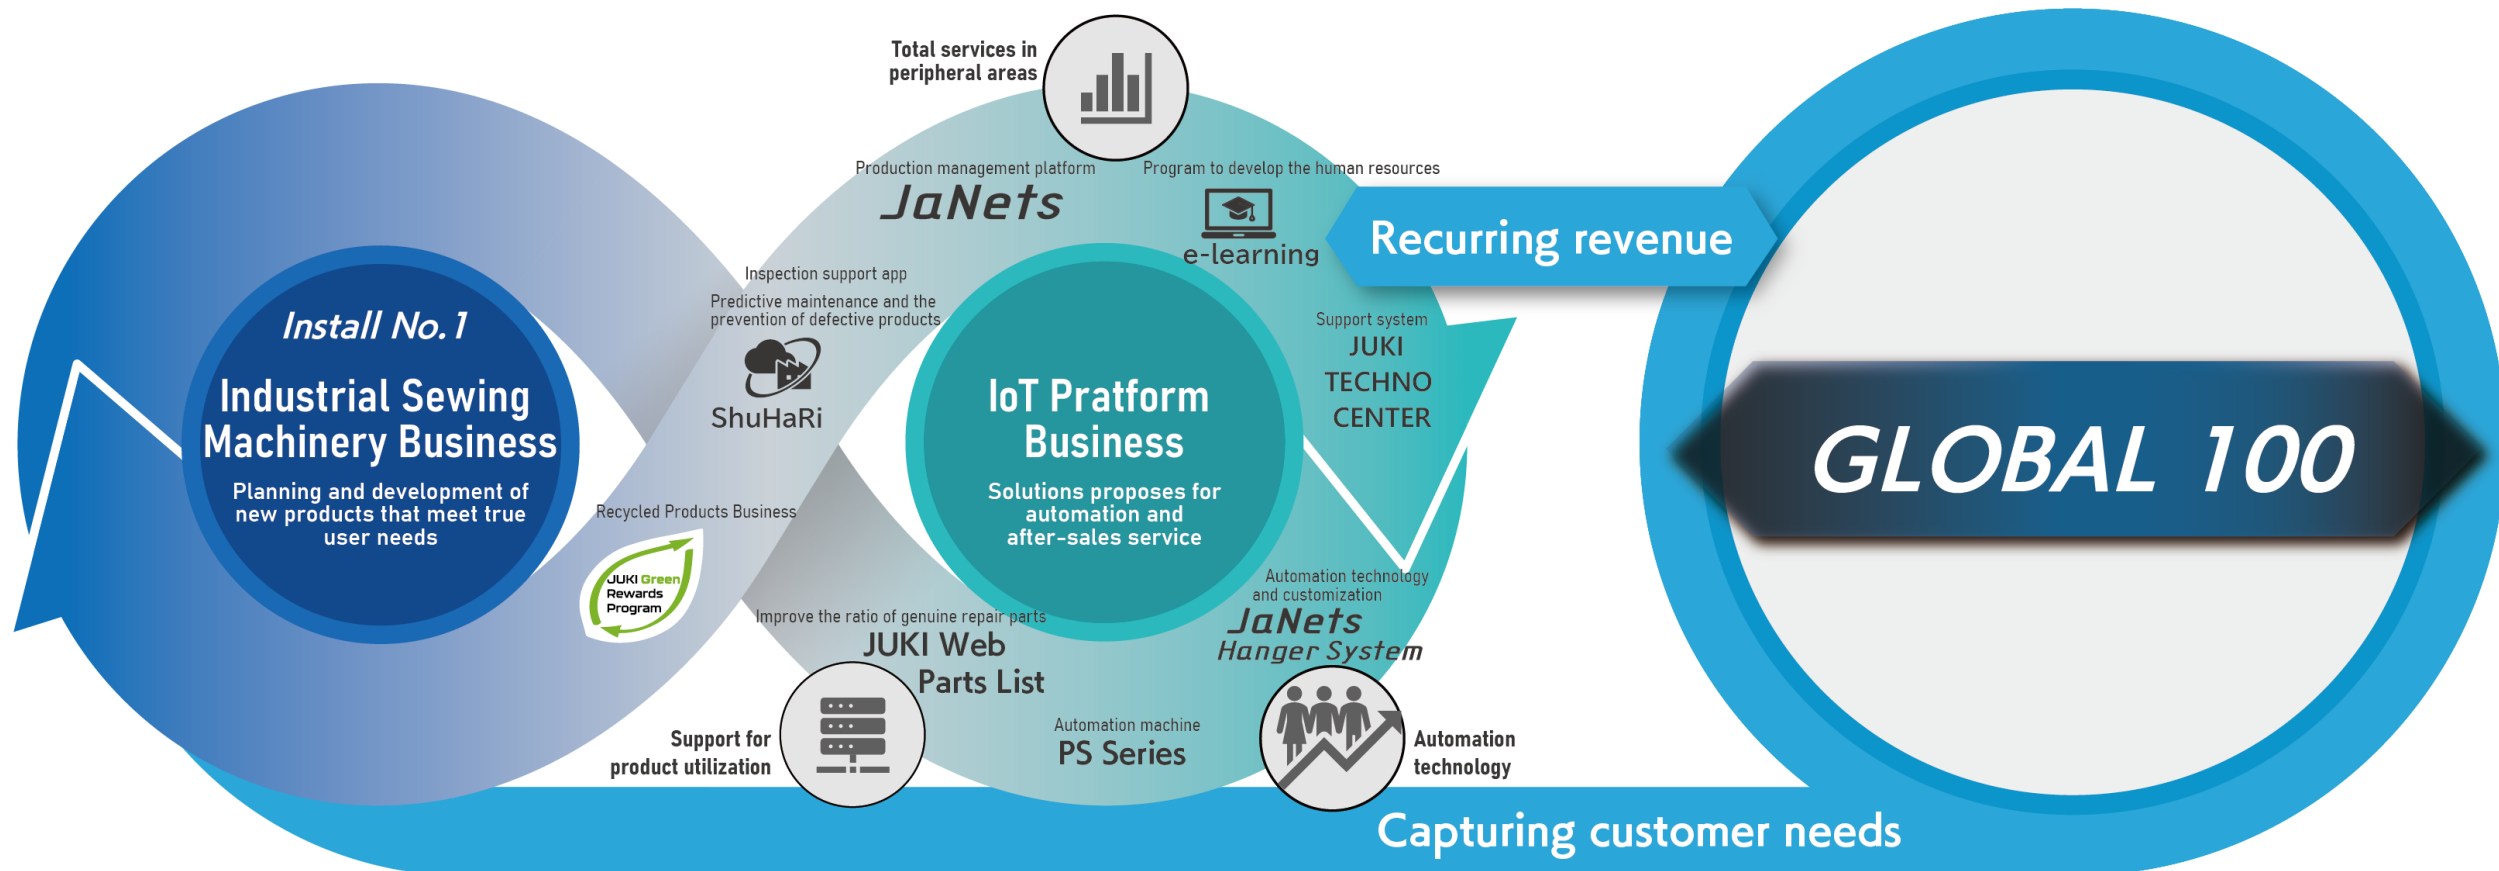 Total services in
peripheral areas
Production management platform
JaNets
Program to develop the human resources
e-learning
Recurring revenue
Inspection support app
Predictive maintenance and the
prevention of defective products
ShuHaRi
Install No.1
Industrial Sewing
Machinery Business
Planning and development of
new products that meet true
user needs
IoT Pratform
Business
Solutions proposes for
automation and
after-sales service
Support system
JUKI
TECHNO
CENTER
GLOBAL 100
Recycled Products Business
JUKI Green
Rewards
Program
Improve the ratio of genuine repair parts
JUKI Web
Parts List
Automation technology
and customization
JaNets
Hanger System
Automation machine
PS Series
Support for
product utilization
Automation
technology
Capturing customer needs